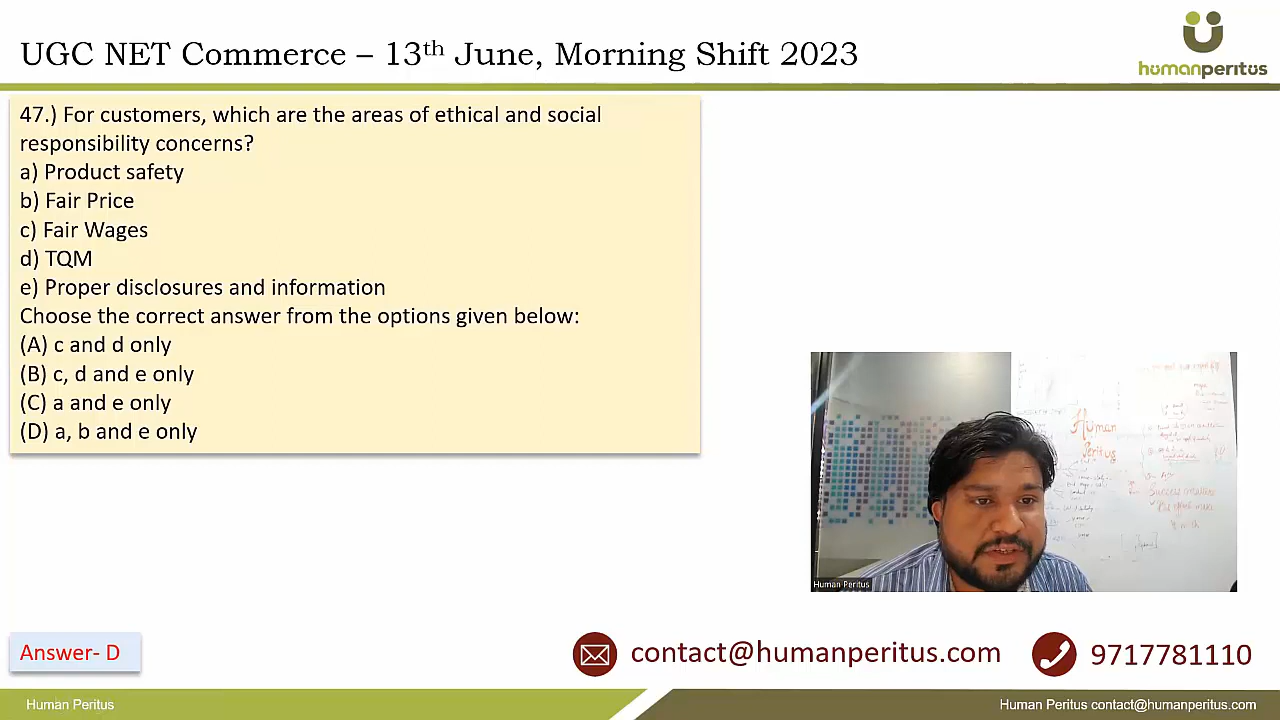 UGC NET Commerce – 13th June, Morning Shift 2023
humanperitus
47.) For customers, which are the areas of ethical and social
responsibility concerns?
a) Product safety
b) Fair Price
c) Fair Wages
d) TQM
e) Proper disclosures and information
Choose the correct answer from the options given below:
(A) c and d only
(B) c, d and e only
(C) a and e only
(D) a, b and e only
Human
Peritus
Human Peritus
Answer- D
contact@humanperitus.com
9717781110
Human Peritus
Human Peritus contact@humanperitus.com